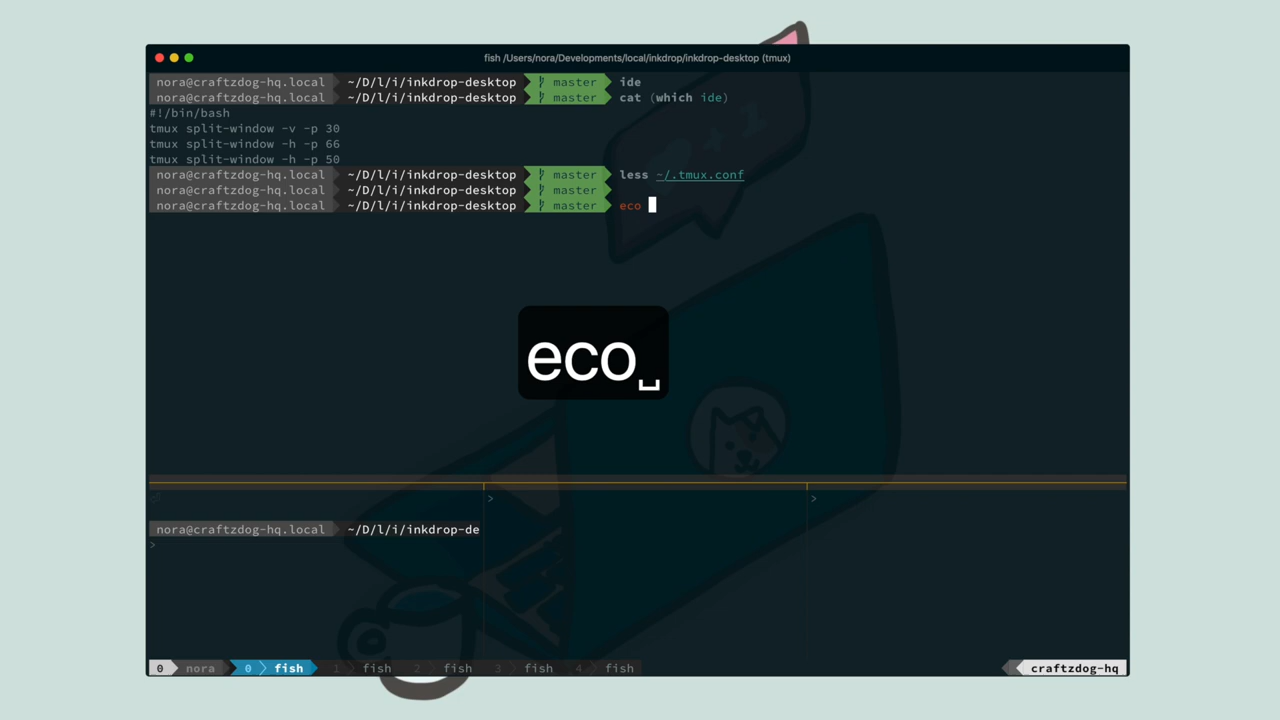 fish /Users/nora/Developments/local/inkdrop/inkdrop-desktop (tmux)
nora@craftzdog-hq.local ~/D/l/i/inkdrop-desktop master ide
nora@craftzdog-hq.local ~/D/l/i/inkdrop-desktop master cat (which ide)
#!/bin/bash
tmux split-window -v -p 30
tmux split-window -h -p 66
tmux split-window -h -p 50
nora@craftzdog-hq.local ~/D/l/i/inkdrop-desktop master less ~/.tmux.conf
nora@craftzdog-hq.local ~/D/l/i/inkdrop-desktop master
nora@craftzdog-hq.local ~/D/l/i/inkdrop-desktop master eco
eco␣
> >
nora@craftzdog-hq.local ~/D/l/i/inkdrop-de
>
0 nora 0 fish 1 fish 2 fish 3 fish 4 fish craftzdog-hq